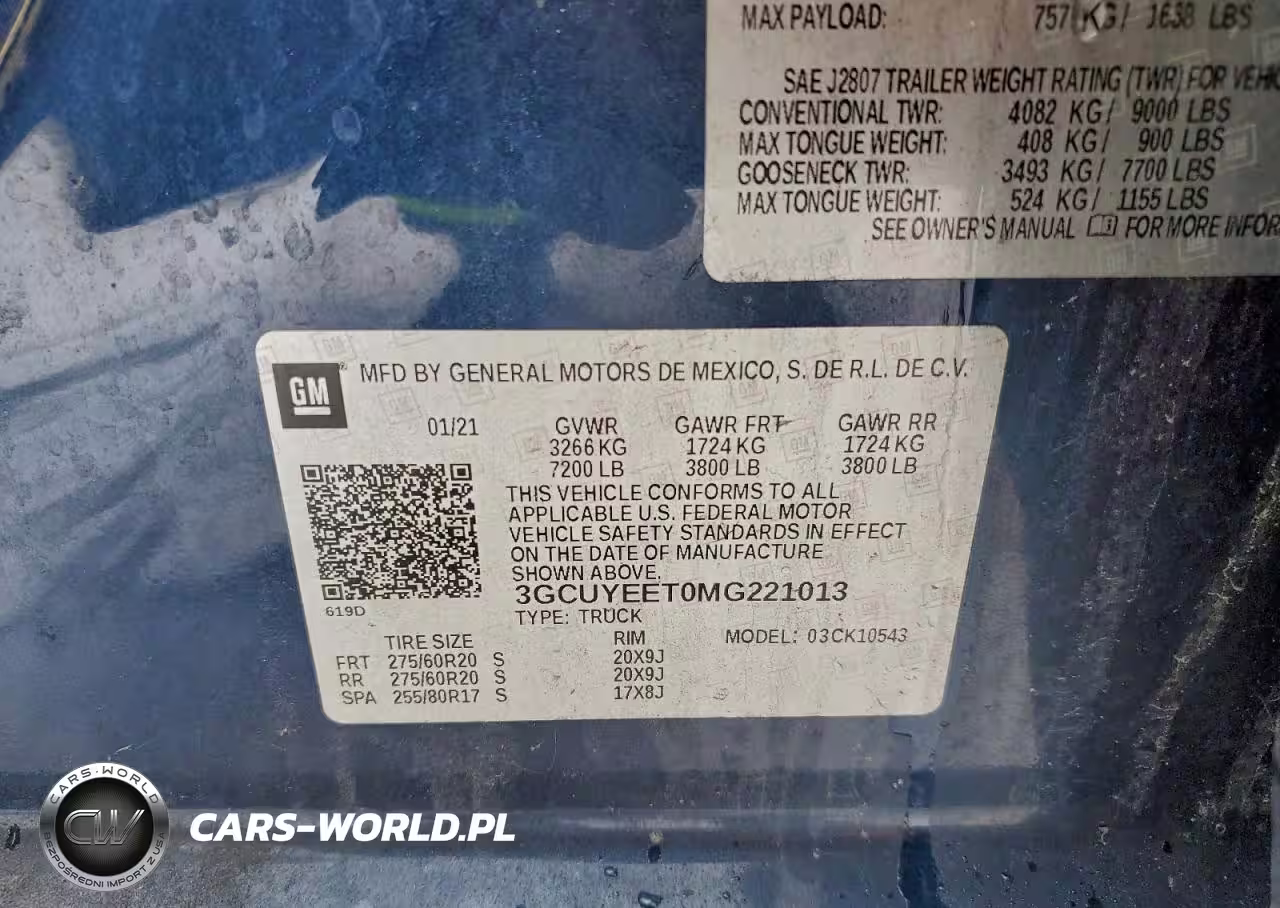 MAX PAYLOAD: 757 KG/ 1638 LBS
SAE J2807 TRAILER WEIGHT RATING (TWR) FOR
CONVENTIONAL TWR: 4082 KG/ 9000 LBS
MAX TONGUE WEIGHT: 408 KG/ 900 LBS
GOOSENECK TWR: 3493 KG/ 7700 LBS
MAX TONGUE WEIGHT: 524 KG/ 1155 LBS
SEE OWNER'S MANUAL FOR MORE INFOR
GM ® MFD BY GENERAL MOTORS DE MEXICO, S. DE R.L. DE C.V.
01/21 GVWR GAWR FRT GAWR RR
3266 KG 1724 KG 1724 KG
7200 LB 3800 LB 3800 LB
THIS VEHICLE CONFORMS TO ALL
APPLICABLE U.S. FEDERAL MOTOR
VEHICLE SAFETY STANDARDS IN EFFECT
ON THE DATE OF MANUFACTURE
SHOWN ABOVE.
3GCUYEET0MG221013
619D
TYPE: TRUCK
TIRE SIZE RIM MODEL: 03CK10543
FRT 275/60R20 S 20X9J
RR 275/60R20 S 20X9J
SPA 255/80R17 S 17X8J
CARS-WORLD
CW
BEZPOŚREDNI IMPORT Z USA
CARS-WORLD.PL